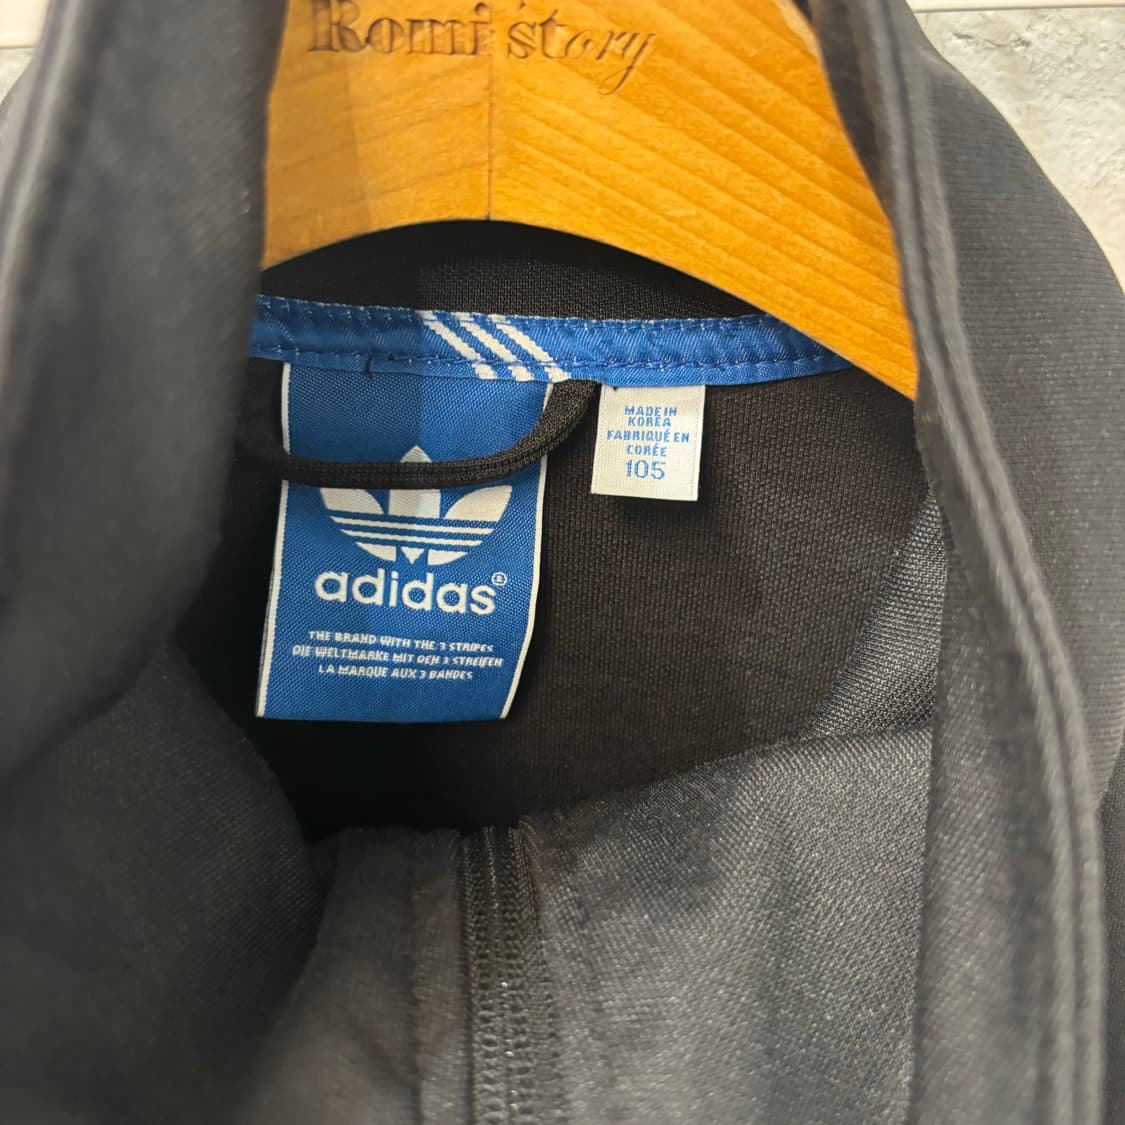 Romi'story
MADE IN
KOREA
FABRIQUÉ EN
CORÉE
105
adidas®
THE BRAND WITH THE 3 STRIPES
DIE WELTMARKE MIT DEN 3 STREIFEN
LA MARQUE AUX 3 BANDES